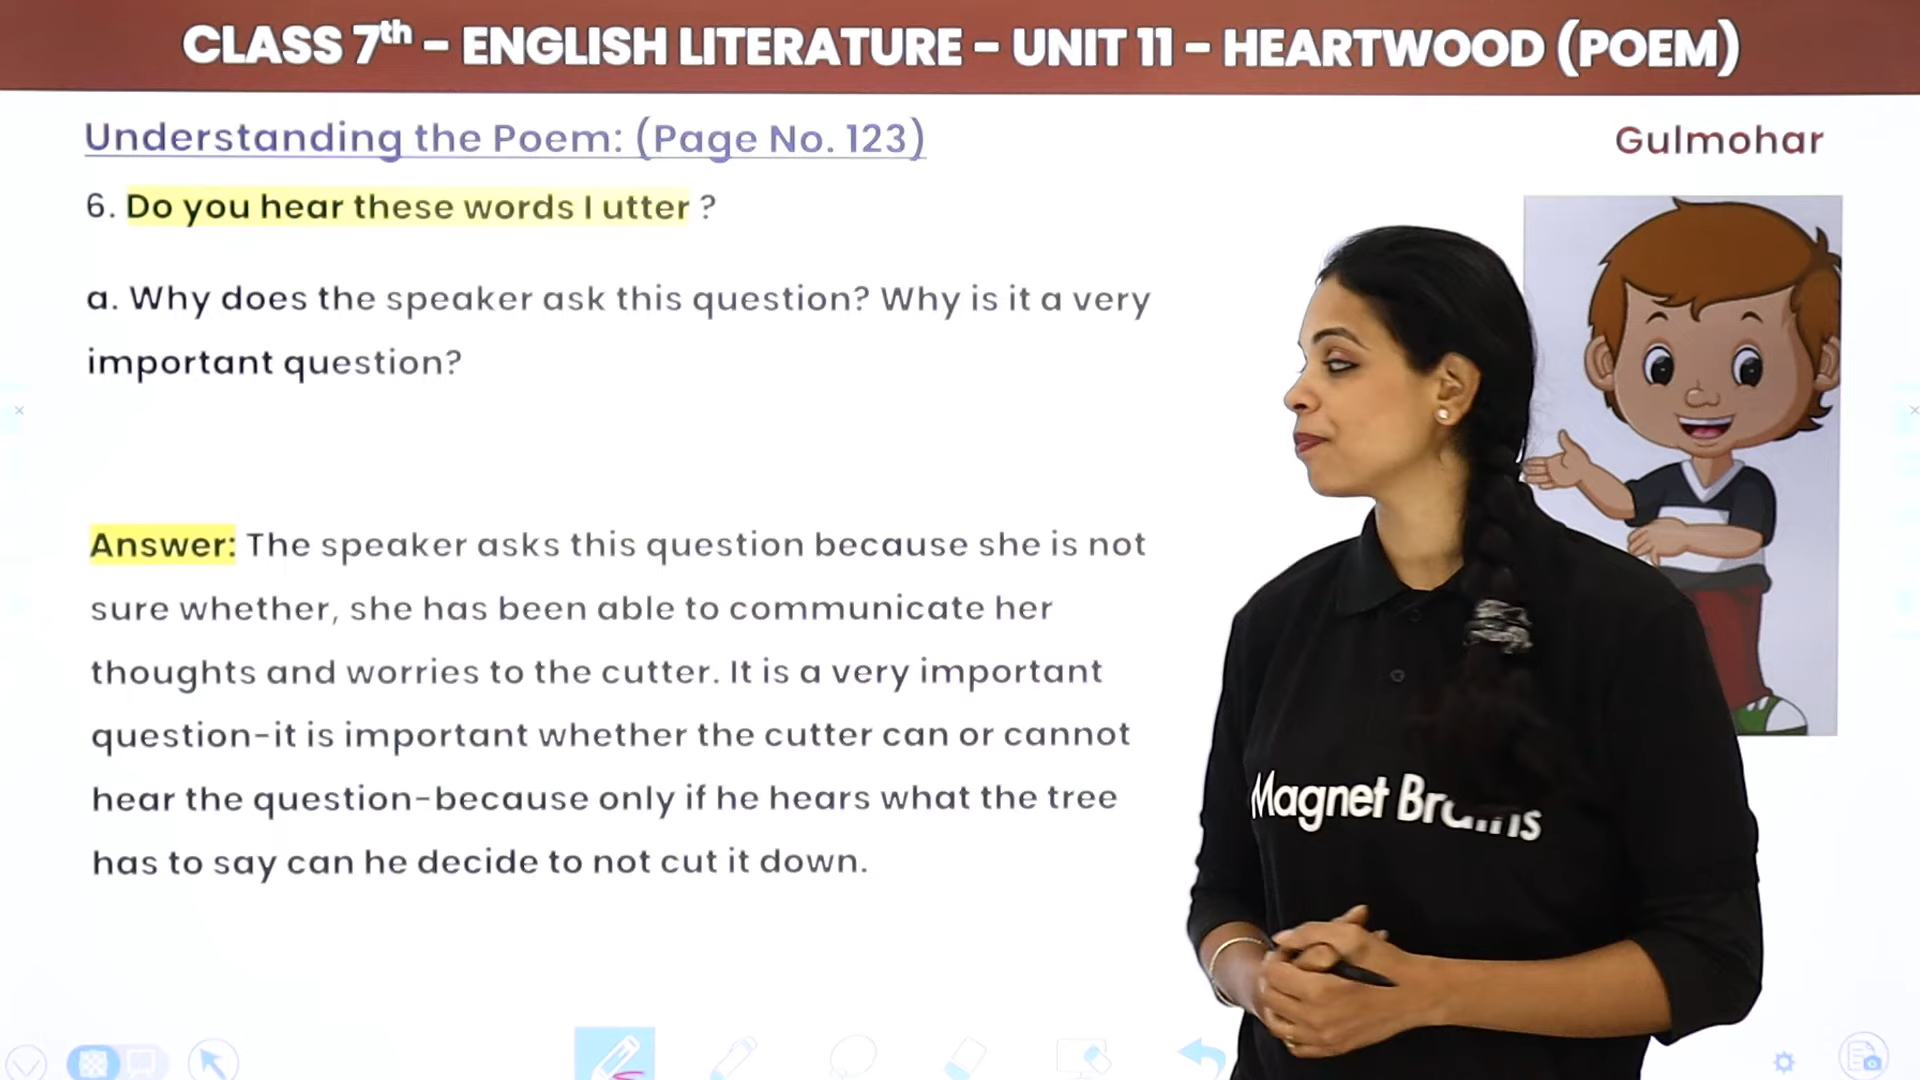 CLASS 7th – ENGLISH LITERATURE – UNIT 11 – HEARTWOOD (POEM)
Understanding the Poem: (Page No. 123)
Gulmohar
6. Do you hear these words I utter ?
a. Why does the speaker ask this question? Why is it a very
important question?
Answer: The speaker asks this question because she is not
sure whether, she has been able to communicate her
thoughts and worries to the cutter. It is a very important
question-it is important whether the cutter can or cannot
hear the question-because only if he hears what the tree
has to say can he decide to not cut it down.
Magnet Brains